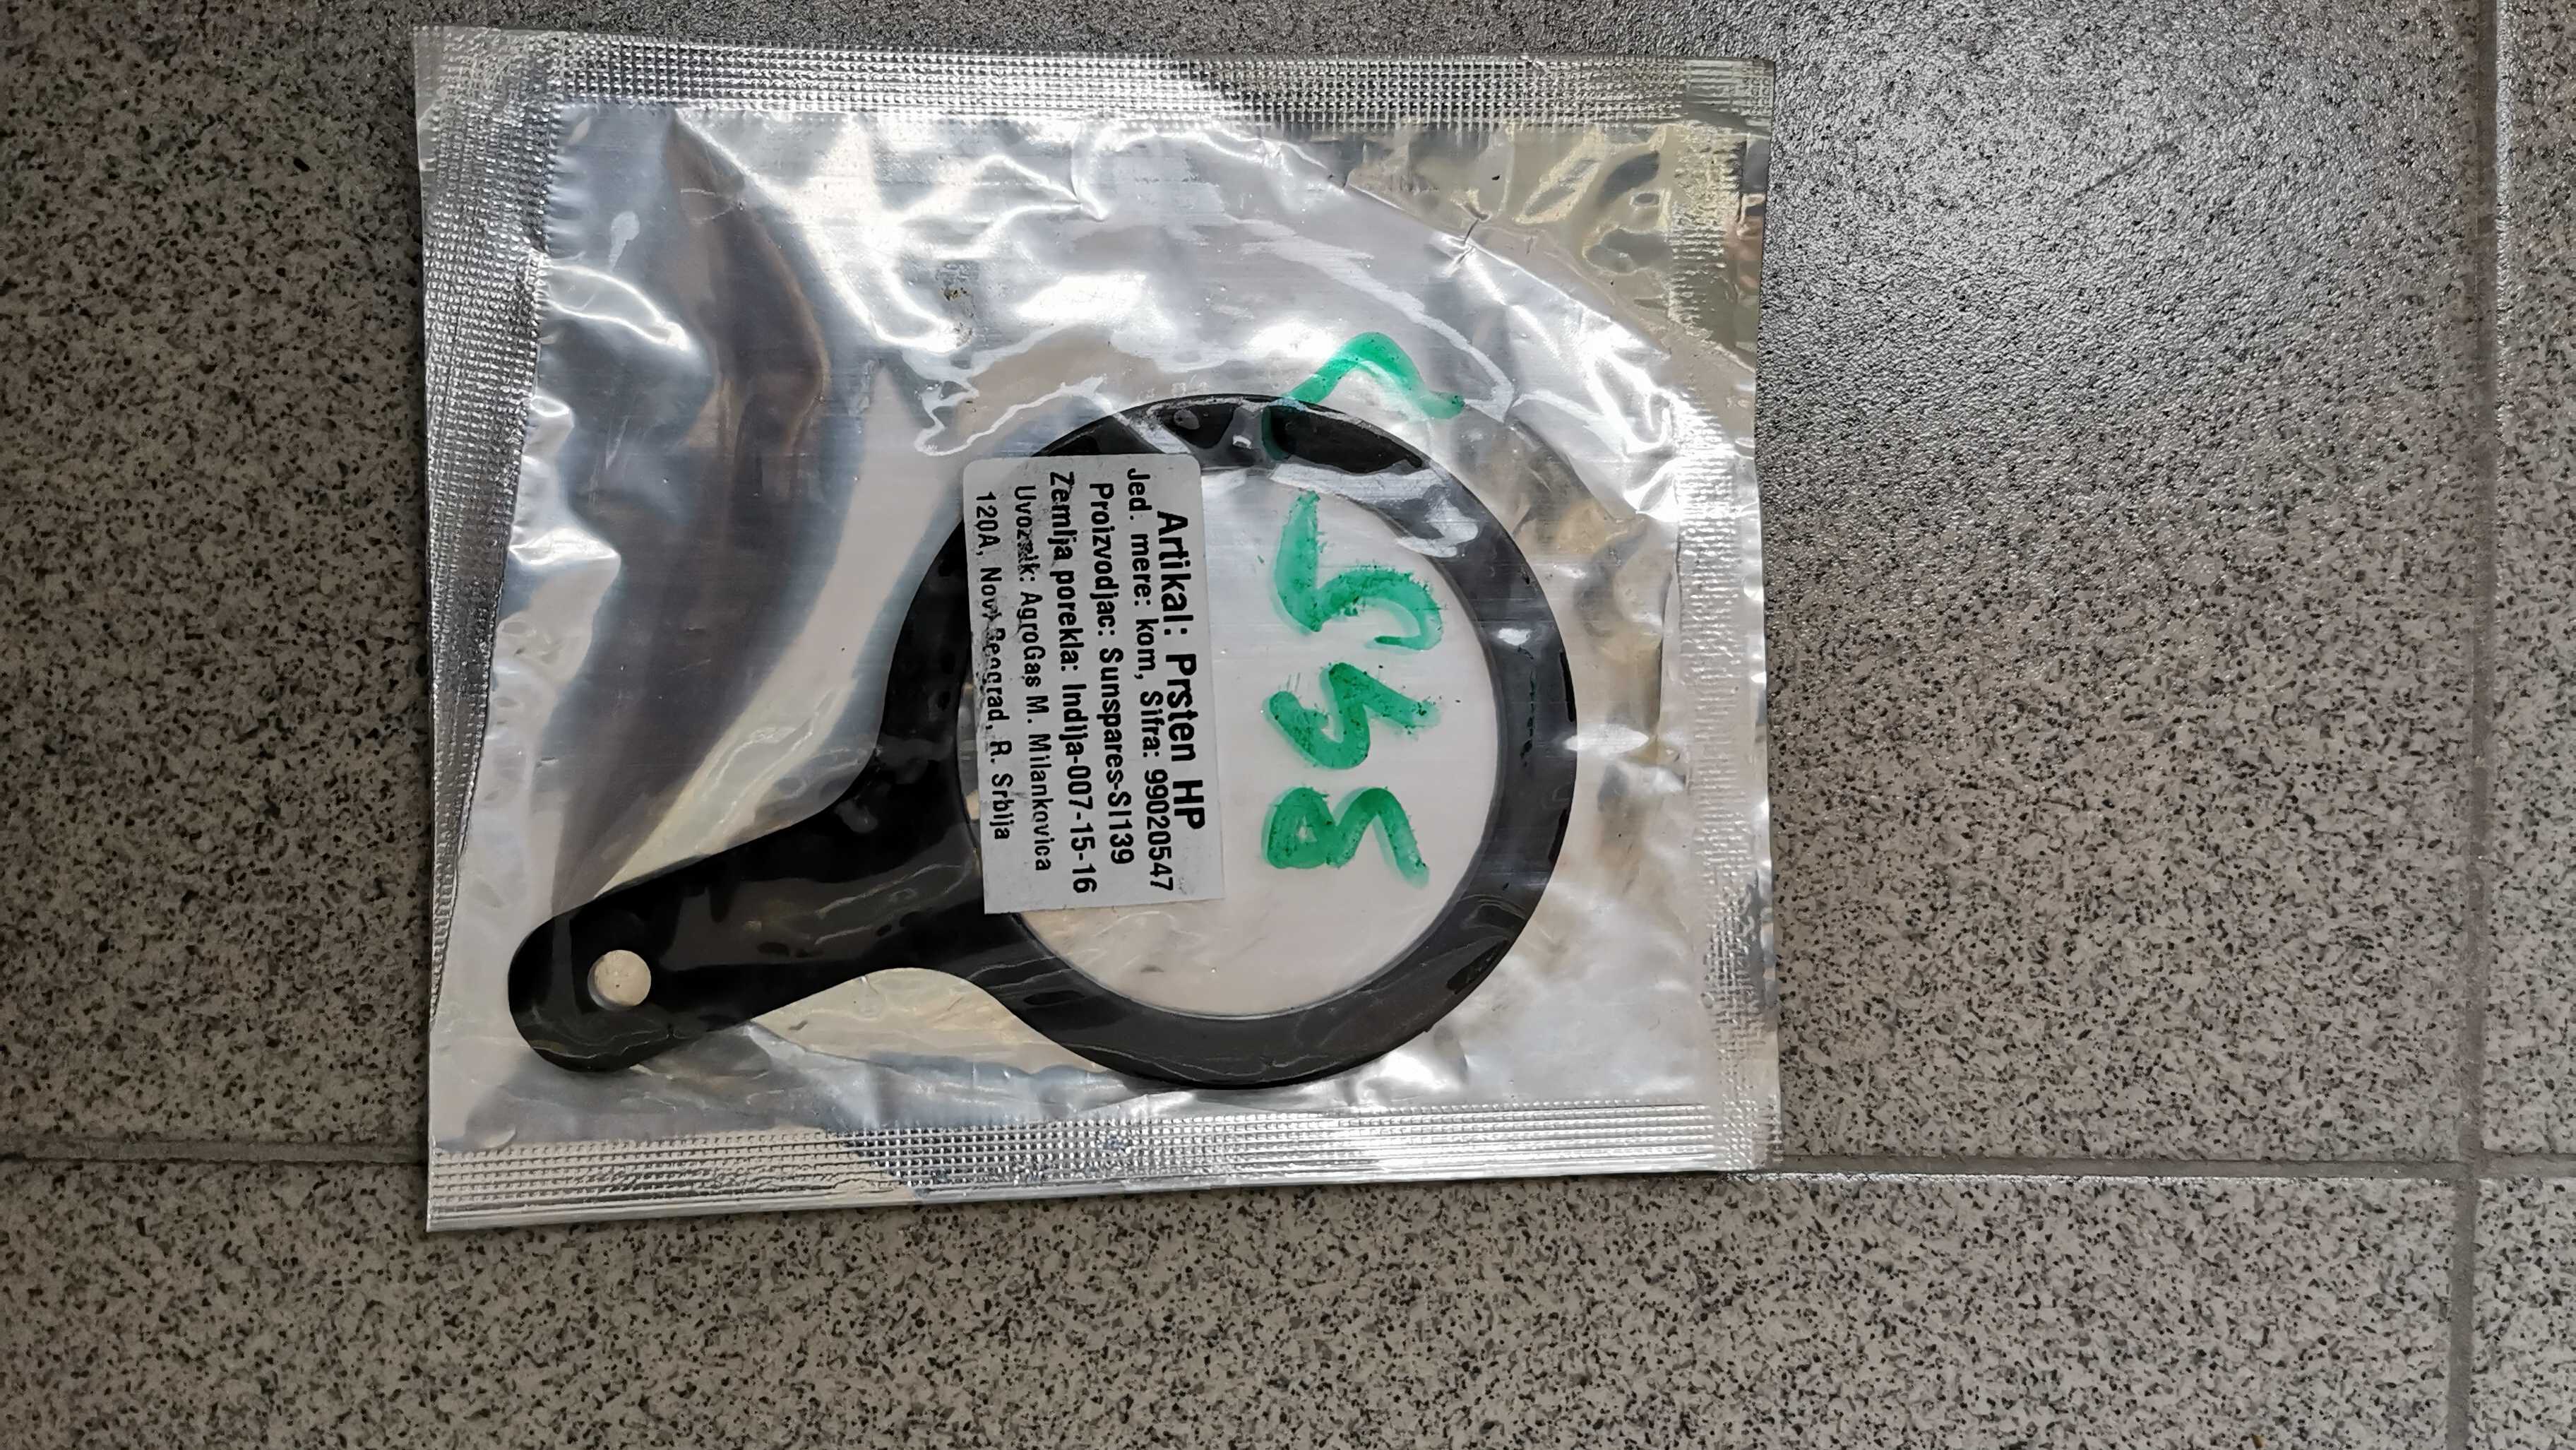 Artikal: Prsten HP
Jed. mere: kom, Sifra: 99020547
Proizvodjac: Sunspares-SI139
Zemlja porekla: Indija-007-15-16
Uvoznik: AgroGas M. Milankovica
120A, Novi Beograd, R. Srbija